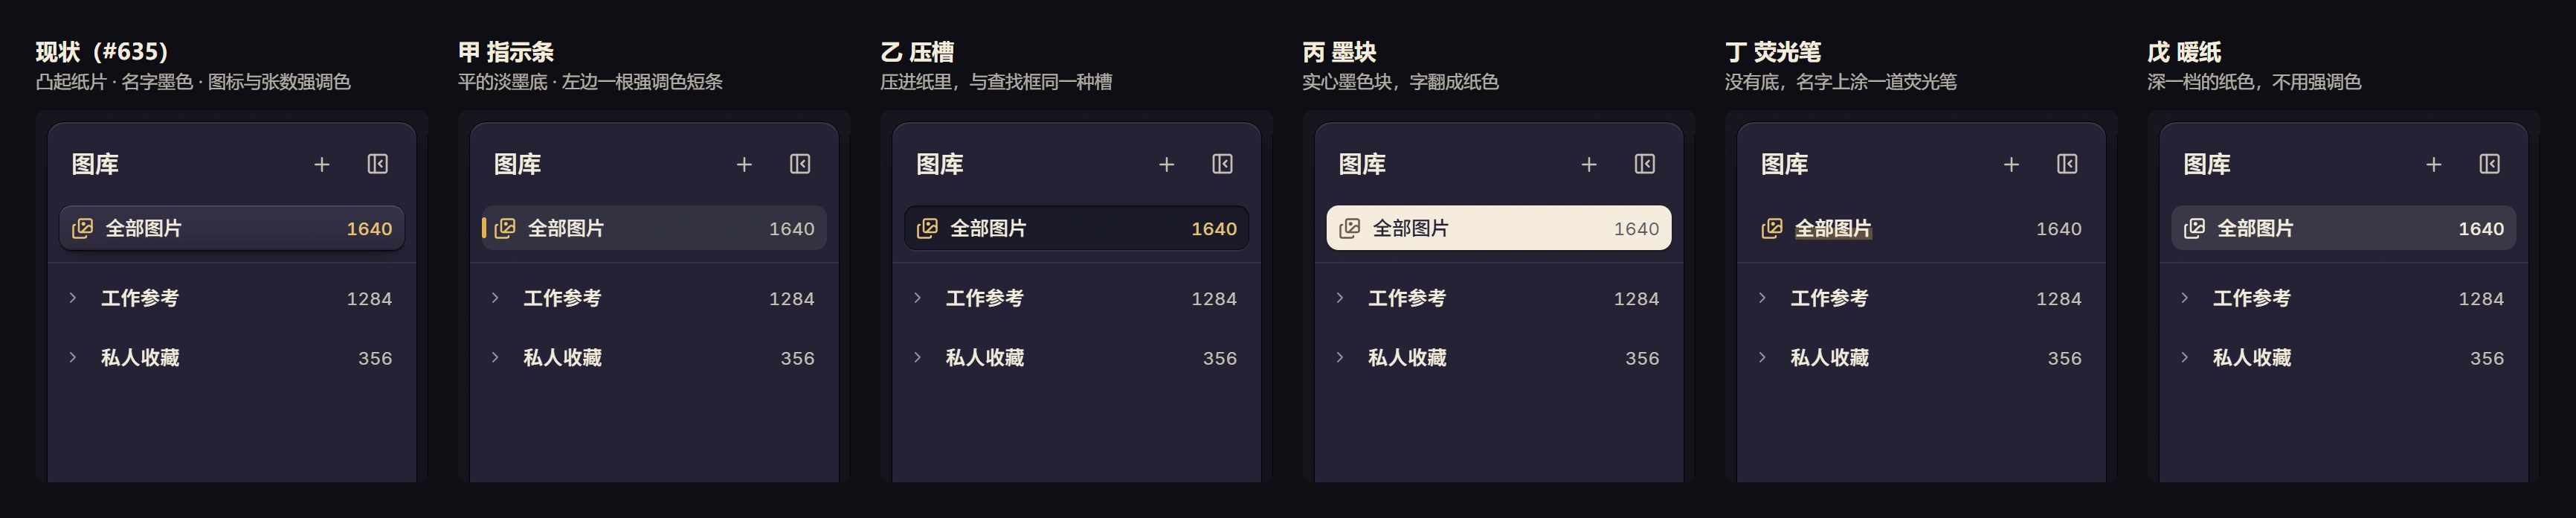 现状（#635）
凸起纸片 · 名字墨色 · 图标与张数强调色
图库
全部图片 1640
工作参考 1284
私人收藏 356
甲 指示条
平的淡墨底 · 左边一根强调色短条
图库
全部图片 1640
工作参考 1284
私人收藏 356
乙 压槽
压进纸里，与查找框同一种槽
图库
全部图片 1640
工作参考 1284
私人收藏 356
丙 墨块
实心墨色块，字翻成纸色
图库
全部图片 1640
工作参考 1284
私人收藏 356
丁 荧光笔
没有底，名字上涂一道荧光笔
图库
全部图片 1640
工作参考 1284
私人收藏 356
戊 暖纸
深一档的纸色，不用强调色
图库
全部图片 1640
工作参考 1284
私人收藏 356